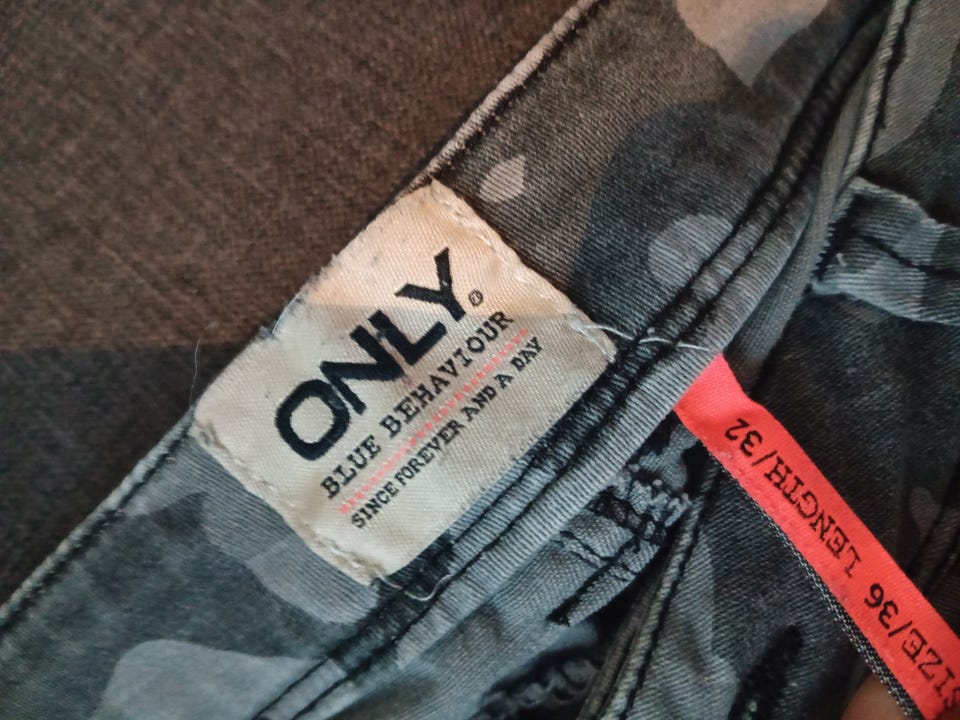 ONLY®
BLUE BEHAVIOUR
SINCE FOREVER AND A DAY
SIZE/36 LENGTH/32